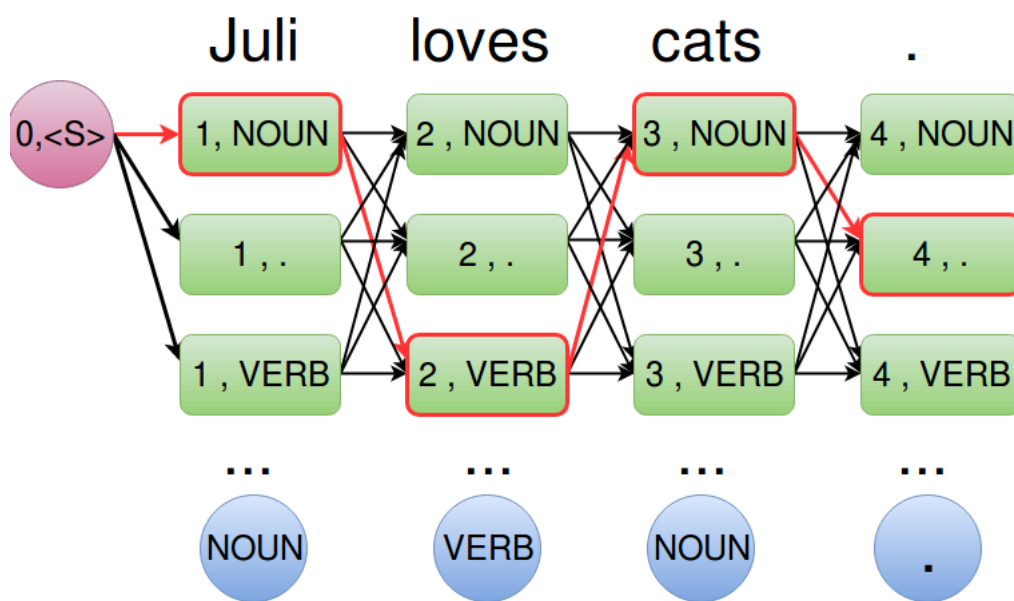 Juli loves cats .
0,<S> 1, NOUN 2 , NOUN 3 , NOUN 4 , NOUN
1 , . 2 , . 3 , . 4 , .
1 , VERB 2 , VERB 3 , VERB 4 , VERB
... ... ... ...
NOUN VERB NOUN .